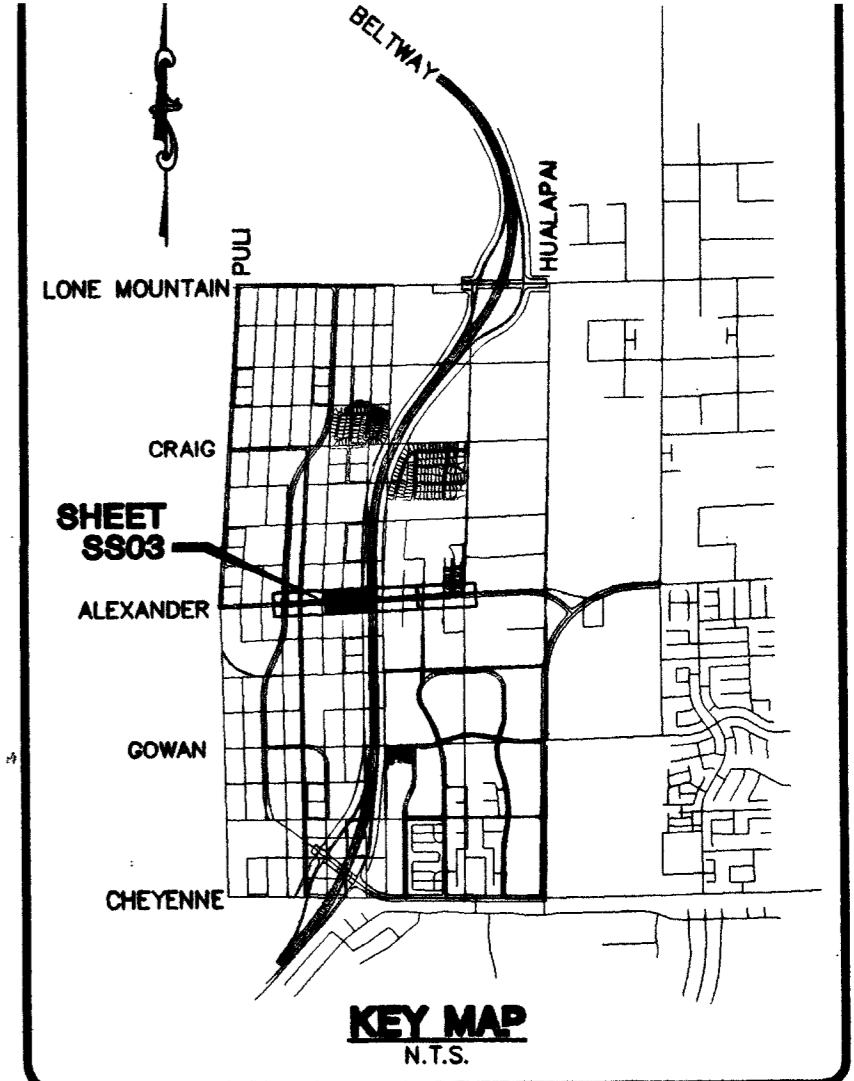 BELTWAY
HUALAPAI
PULI
LONE MOUNTAIN
CRAIG
SHEET
SS03
ALEXANDER
GOWAN
CHEYENNE
KEY MAP
N.T.S.